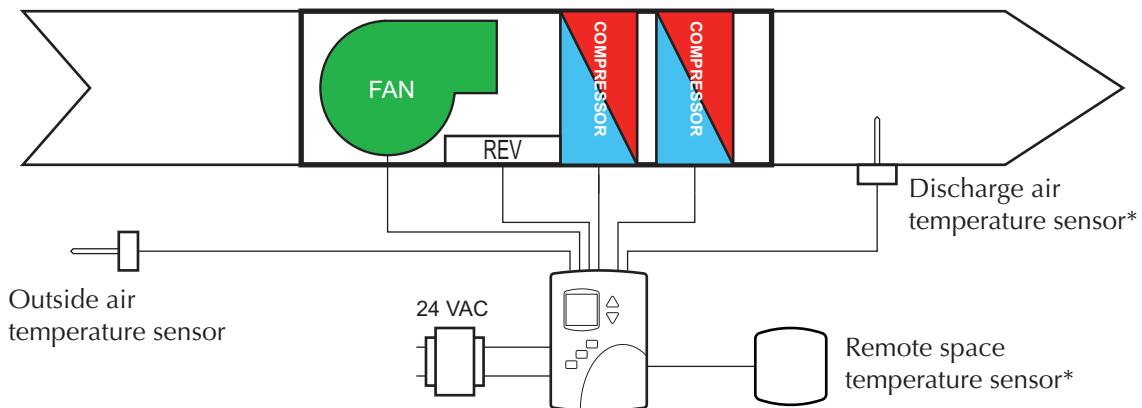 FAN
REV
COMPRESSOR
COMPRESSOR
Discharge air
temperature sensor*
Outside air
temperature sensor
24 VAC
Remote space
temperature sensor*